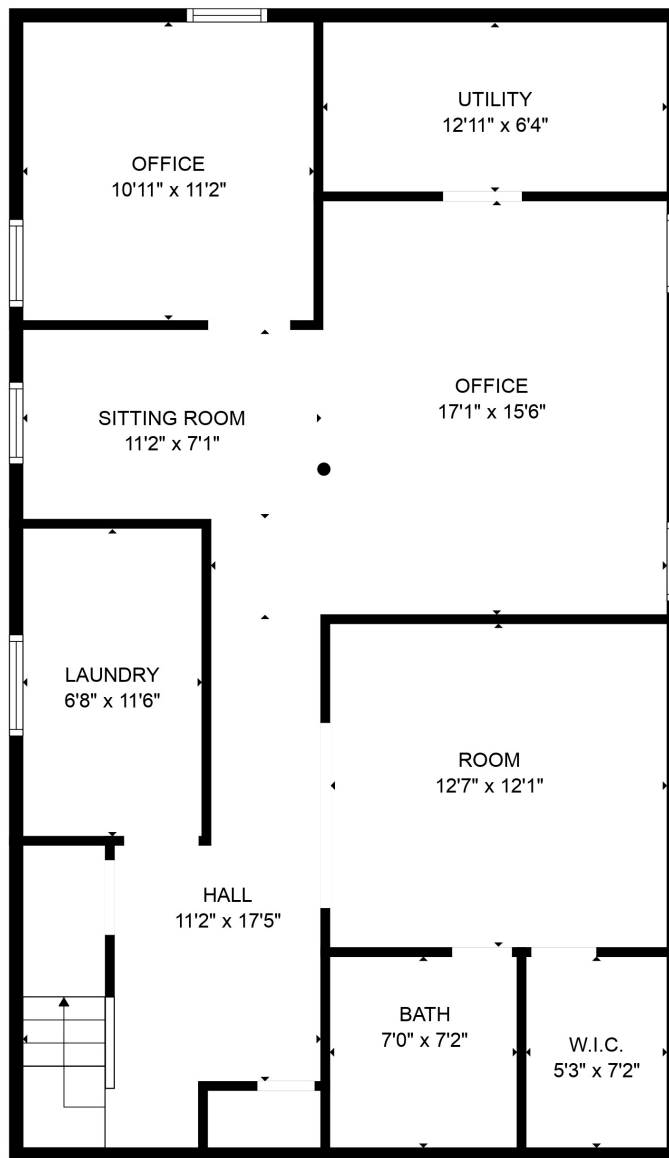 UTILITY
12'11" x 6'4"
OFFICE
10'11" x 11'2"
OFFICE
17'1" x 15'6"
SITTING ROOM
11'2" x 7'1"
LAUNDRY
6'8" x 11'6"
ROOM
12'7" x 12'1"
HALL
11'2" x 17'5"
BATH
7'0" x 7'2"
W.I.C.
5'3" x 7'2"